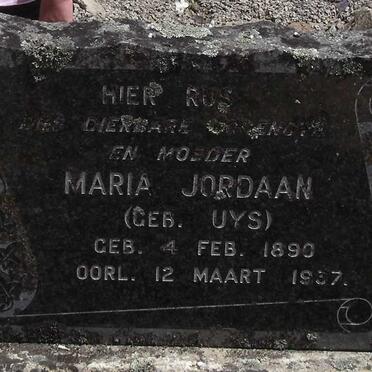 HIER RUS
DIERBARE
EN MOEDER
MARIA JORDAAN
(GEB. UYS)
GEB. 4 FEB. 1890
OORL. 12 MAART 1937.